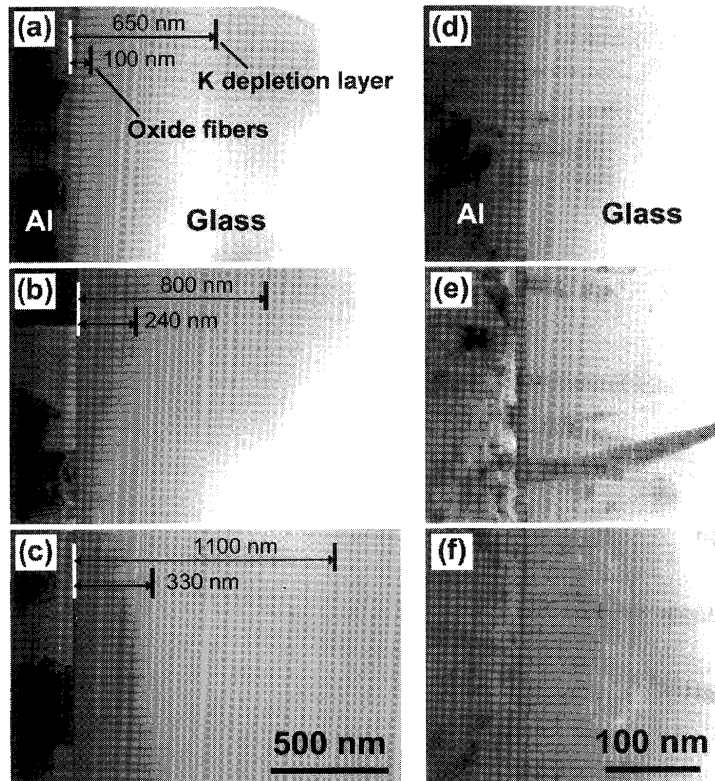 (a)
650 nm
100 nm
K depletion layer
Oxide fibers
Al
Glass
(b)
800 nm
240 nm
(c)
1100 nm
330 nm
500 nm
(d)
Al
Glass
(e)
(f)
100 nm